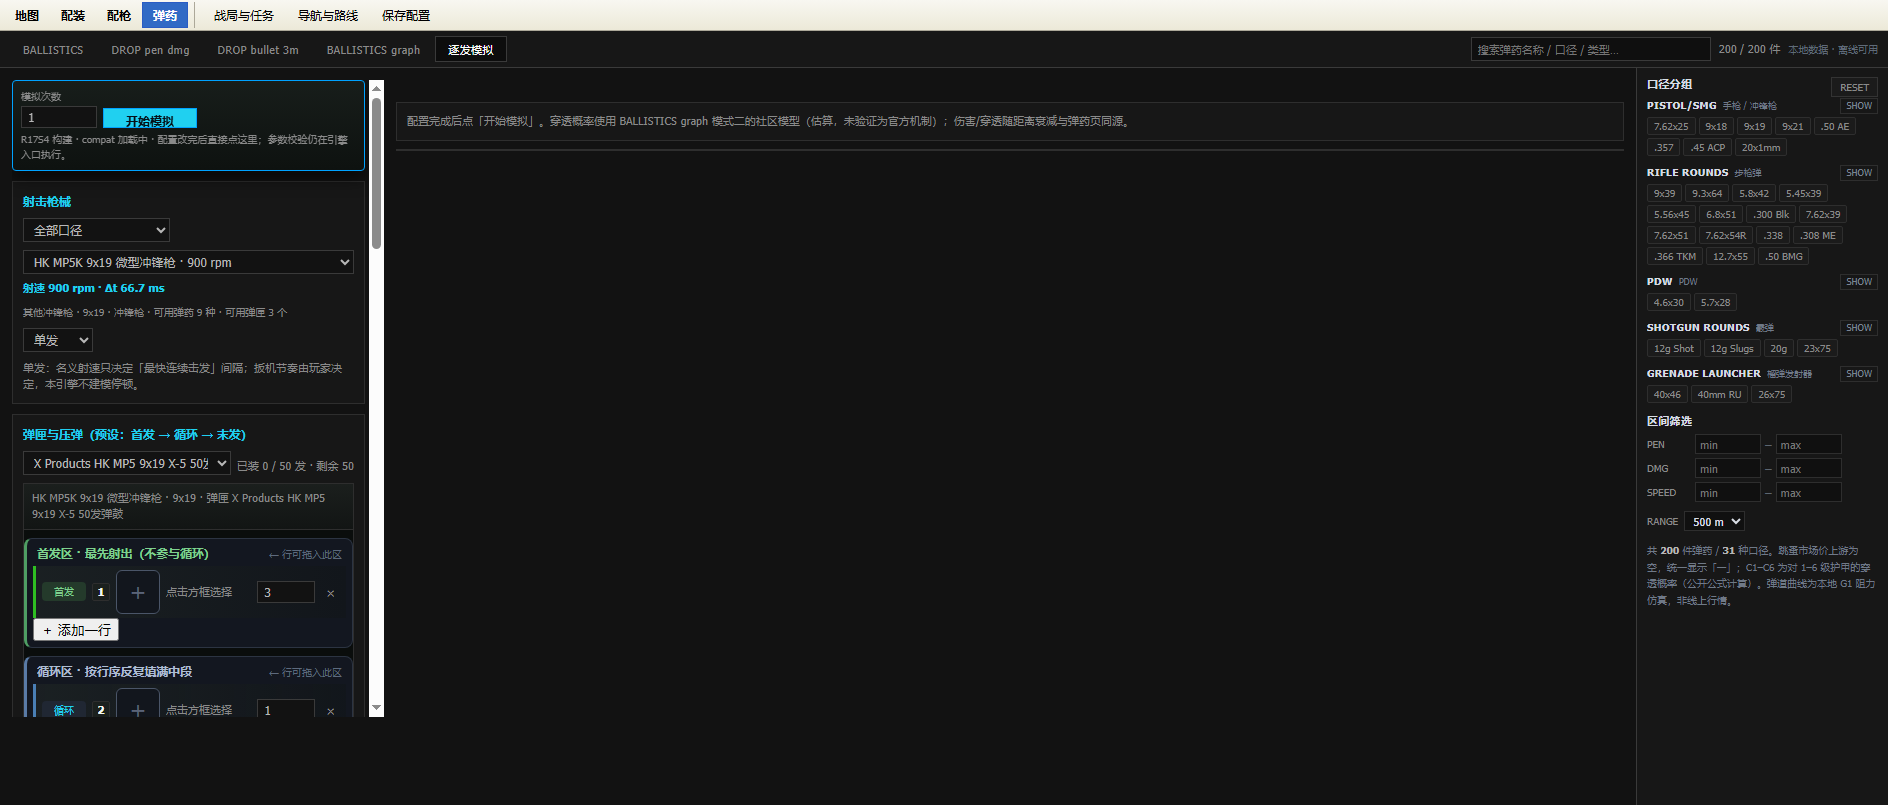 地图 配装 配枪 弹药 战局与任务 导航与路线 保存配置
BALLISTICS DROP pen dmg DROP bullet 3m BALLISTICS graph 逐发模拟 搜索弹药名称 / 口径 / 类型... 200 / 200 件 本地数据 · 离线可用
模拟次数
1 开始模拟
R1754 构建 · compat 加载中 · 配置改完后直接点这里；参数校验仍在引擎
入口执行。
射击枪械
全部口径
HK MP5K 9x19 微型冲锋枪 · 900 rpm
射速 900 rpm · Δt 66.7 ms
其他冲锋枪 · 9x19 · 冲锋枪 · 可用弹药 9 种 · 可用弹匣 3 个
单发
单发：名义射速只决定「最快连续击发」间隔；扳机节奏由玩家决
定，本引擎不建模停顿。
弹匣与压弹（预设：首发 → 循环 → 末发）
X Products HK MP5 9x19 X-5 50发 已装 0 / 50 发 · 剩余 50
HK MP5K 9x19 微型冲锋枪 · 9x19 · 弹匣 X Products HK MP5
9x19 X-5 50发弹鼓
首发区 · 最先射出（不参与循环） ← 行可拖入此区
首发 1 + 点击方框选择 3 ×
+ 添加一行
循环区 · 按行序反复填满中段 ← 行可拖入此区
循环 2 + 点击方框选择 1 ×
配置完成后点「开始模拟」。穿透概率使用 BALLISTICS graph 模式二的社区模型（估算，未验证为官方机制）；伤害/穿透随距离衰减与弹药页同源。
口径分组 RESET
PISTOL/SMG 手枪 / 冲锋枪 SHOW
7.62x25 9x18 9x19 9x21 .50 AE
.357 .45 ACP 20x1mm
RIFLE ROUNDS 步枪弹 SHOW
9x39 9.3x64 5.8x42 5.45x39
5.56x45 6.8x51 .300 Blk 7.62x39
7.62x51 7.62x54R .338 .308 ME
.366 TKM 12.7x55 .50 BMG
PDW PDW SHOW
4.6x30 5.7x28
SHOTGUN ROUNDS 霰弹 SHOW
12g Shot 12g Slugs 20g 23x75
GRENADE LAUNCHER 榴弹发射器 SHOW
40x46 40mm RU 26x75
区间筛选
PEN min — max
DMG min — max
SPEED min — max
RANGE 500 m
共 200 件弹药 / 31 种口径。跳蚤市场价上游为
空，统一显示「—」；C1–C6 为对 1–6 级护甲的穿
透概率（公开公式计算）。弹道曲线为本地 G1 阻力
仿真，非线上行情。